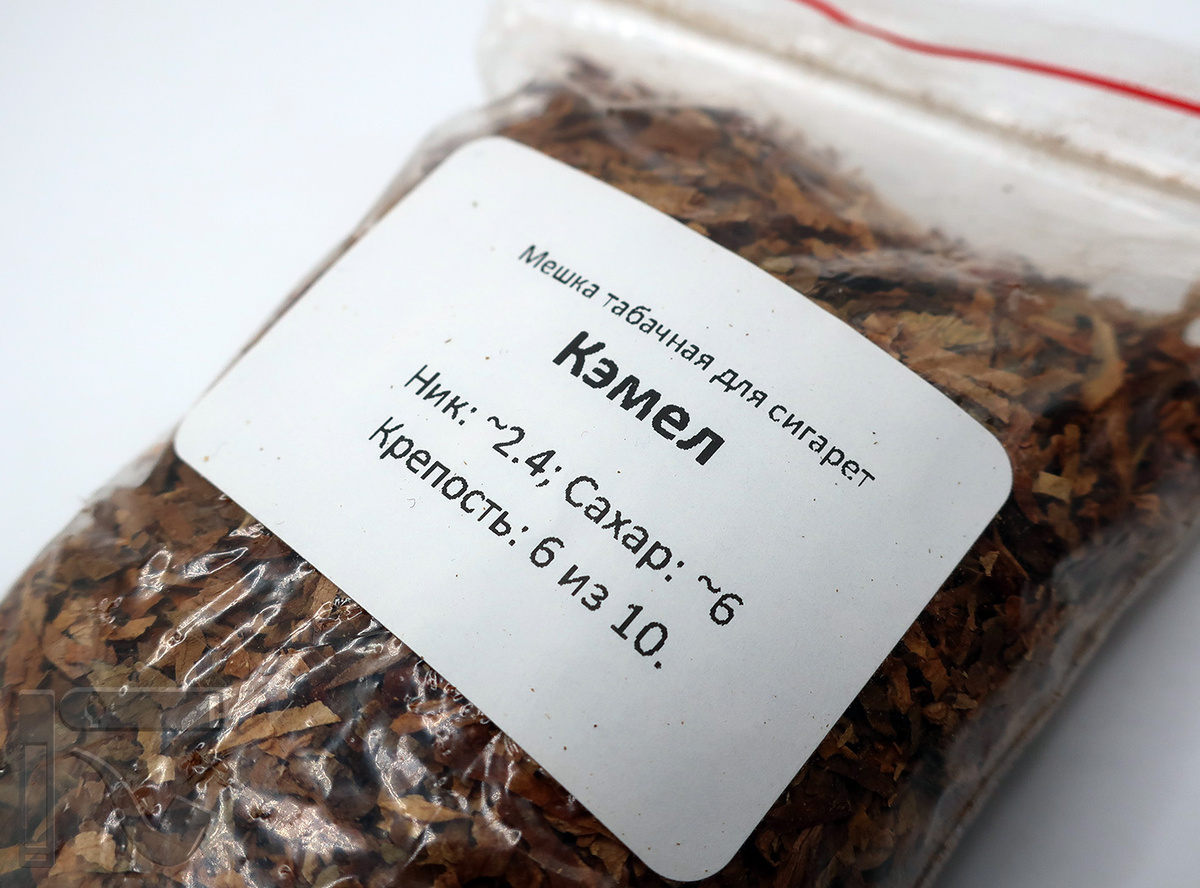 Мешка табачная для сигарет
Кэмел
Ник: ~2.4; Сахар: ~6
Крепость: 6 из 10.